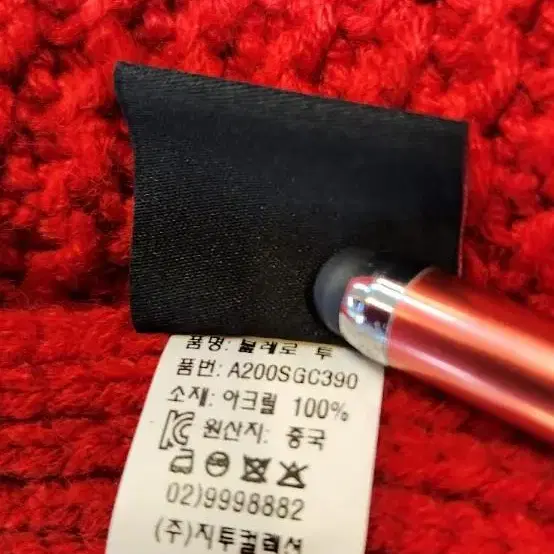 품명: 볼레로 투
품번: A200SGC390
소재: 아크릴 100%
원산지: 중국
02)9998882
(주)지투컬렉션